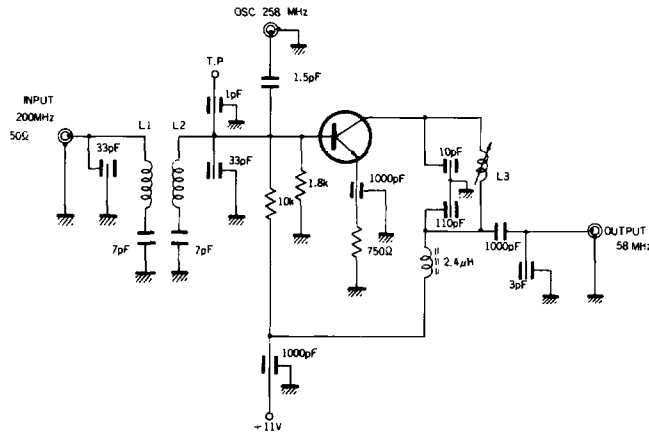 OSC 258 MHz
T.P
1.5pF
1pF
INPUT
200MHz
50Ω
L1
L2
33pF
33pF
10k
1.8k
1000pF
750Ω
10pF
L3
110pF
1000pF
OUTPUT
58 MHz
7pF
7pF
2.4μH
3pF
1000pF
+11V